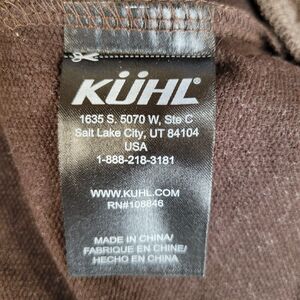 KÜHL®
1635 S. 5070 W, Ste C
Salt Lake City, UT 84104
USA
1-888-218-3181
WWW.KUHL.COM
RN#108846
MADE IN CHINA/
FABRIQUE EN CHINE/
HECHO EN CHINA